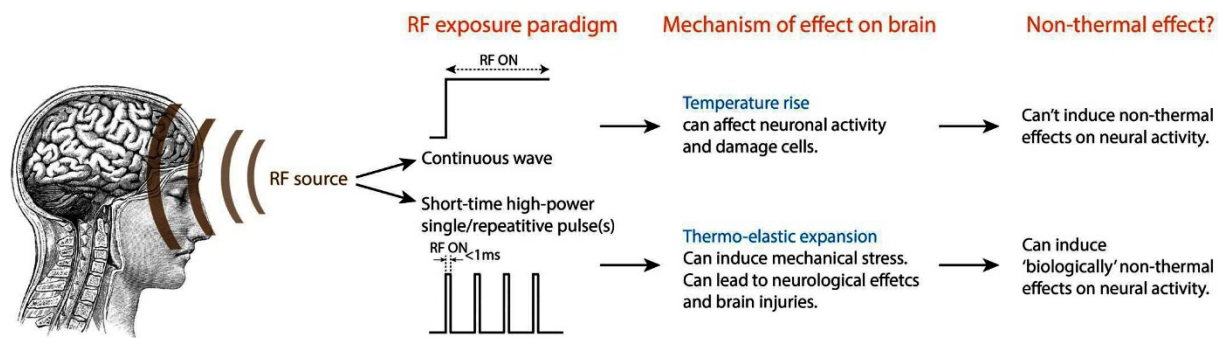 RF exposure paradigm
Mechanism of effect on brain
Non-thermal effect?
RF ON
Temperature rise
can affect neuronal activity
and damage cells.
Can't induce non-thermal
effects on neural activity.
Continuous wave
RF source
Short-time high-power
single/repeatitive pulse(s)
RF ON
<1ms
Thermo-elastic expansion
Can induce mechanical stress.
Can lead to neurological effetcs
and brain injuries.
Can induce
‘biologically’ non-thermal
effects on neural activity.